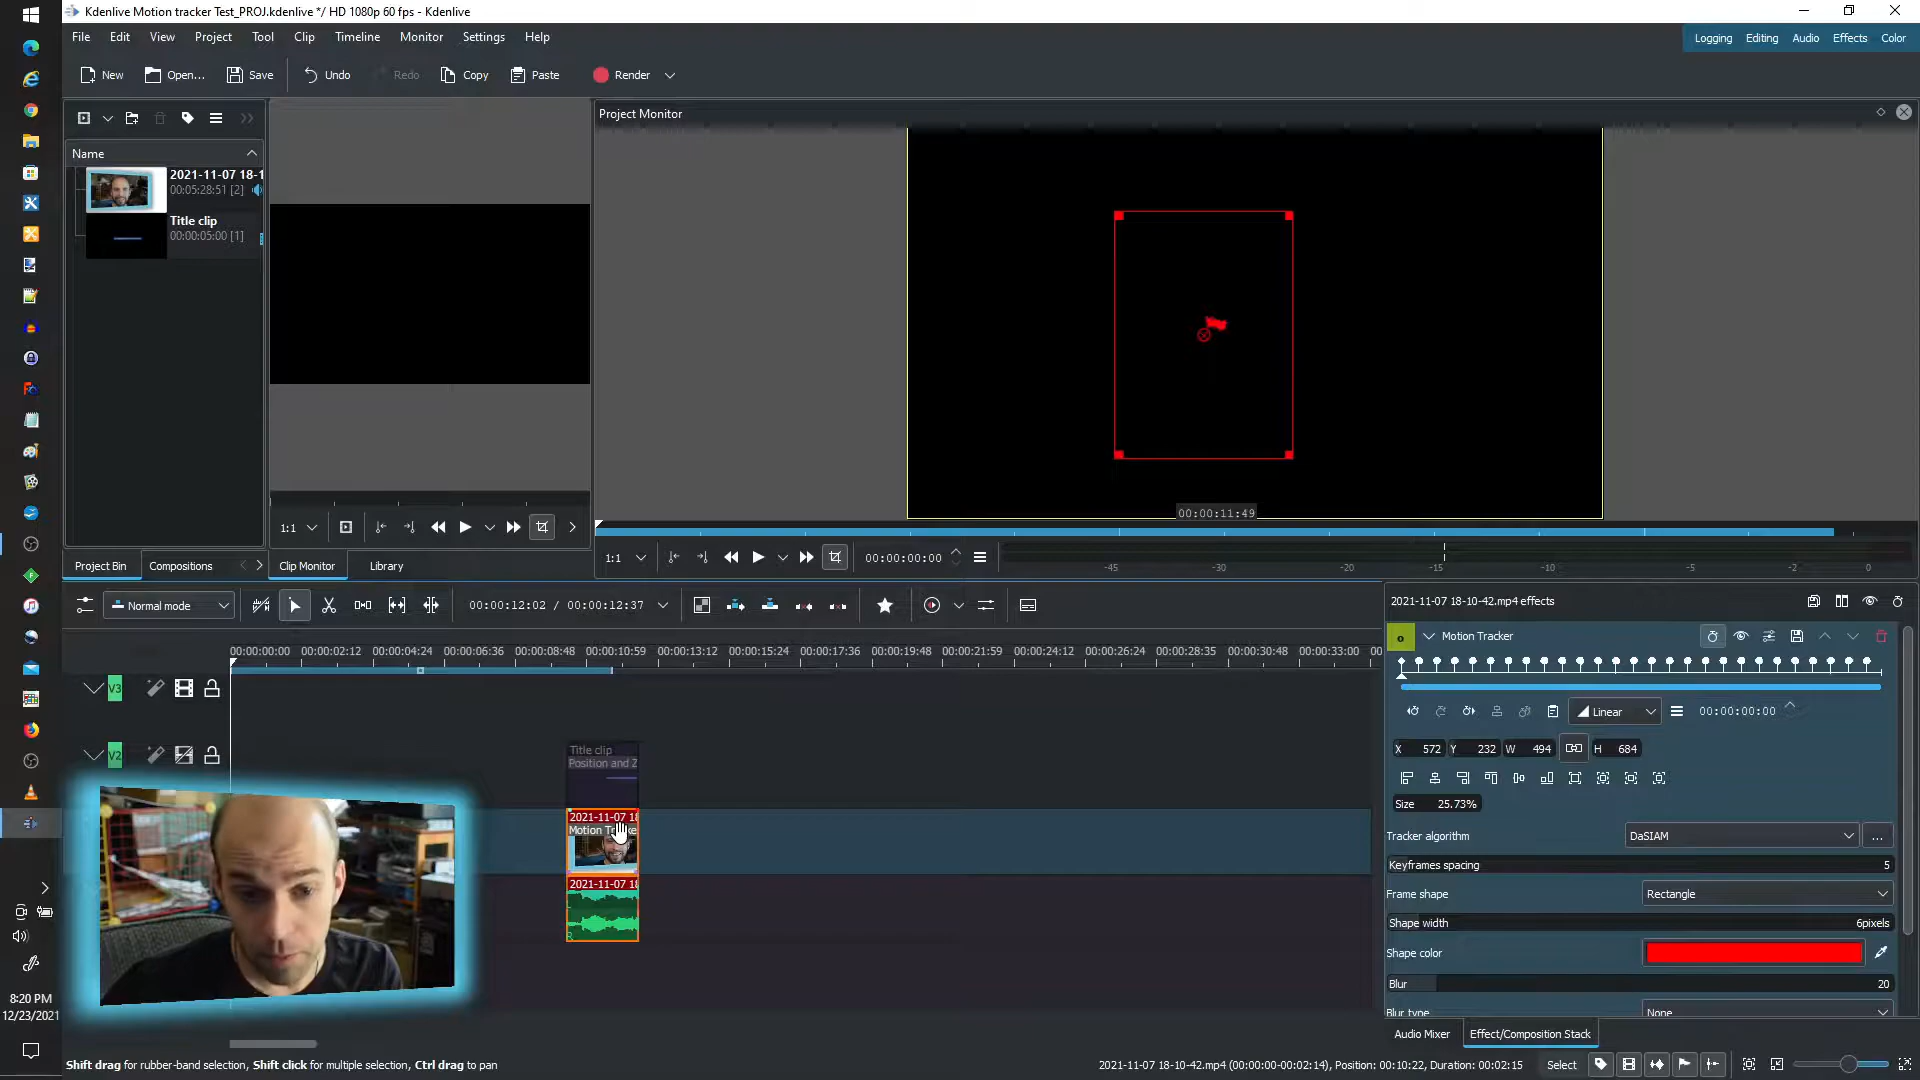 Kdenlive Motion tracker Test_PROJ.kdenlive */ HD 1080p 60 fps - Kdenlive
File Edit View Project Tool Clip Timeline Monitor Settings Help
Logging Editing Audio Effects Color
New Open... Save Undo Redo Copy Paste Render
Project Monitor
Name
2021-11-07 18-1
00:05:28:51 [2]
Title clip
00:00:05:00 [1]
00:00:11:49
1:1
1:1 00:00:00:00
-45 -30 -20 -15 -10 -5 0
Project Bin Compositions Clip Monitor Library
Normal mode 00:00:12:02 / 00:00:12:37
00:00:00:00 00:00:02:12 00:00:04:24 00:00:06:36 00:00:08:48 00:00:10:59 00:00:13:12 00:00:15:24 00:00:17:36 00:00:19:48 00:00:21:59 00:00:24:12 00:00:26:24 00:00:28:35 00:00:30:48 00:00:33:00 00
V3
V2
Title clip
Position and Z
2021-11-07 18
2021-11-07 18
2021-11-07 18-10-42.mp4 effects
Motion Tracker
Linear 00:00:00:00
X 572 Y 232 W 494 H 684
Size 25.73%
Tracker algorithm DaSIAM ...
Keyframes spacing 5
Frame shape Rectangle
Shape width 6pixels
Shape color
Blur 20
Blur type None
Audio Mixer Effect/Composition Stack
8:20 PM
12/23/2021
Shift drag for rubber-band selection, Shift click for multiple selection, Ctrl drag to pan
2021-11-07 18-10-42.mp4 (00:00:00-00:02:14), Position: 00:10:22, Duration: 00:02:15 Select